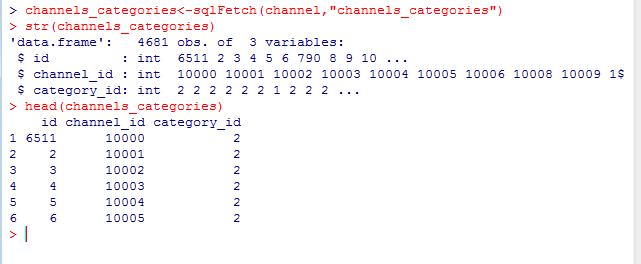 > channels_categories<-sqlFetch(channel,"channels_categories")
> str(channels_categories)
'data.frame':   4681 obs. of  3 variables:
 $ id         : int  6511 2 3 4 5 6 790 8 9 10 ...
 $ channel_id : int  10000 10001 10002 10003 10004 10005 10006 10008 10009 1$
 $ category_id: int  2 2 2 2 2 2 1 2 2 2 ...
> head(channels_categories)
    id channel_id category_id
1 6511      10000           2
2    2      10001           2
3    3      10002           2
4    4      10003           2
5    5      10004           2
6    6      10005           2
> |